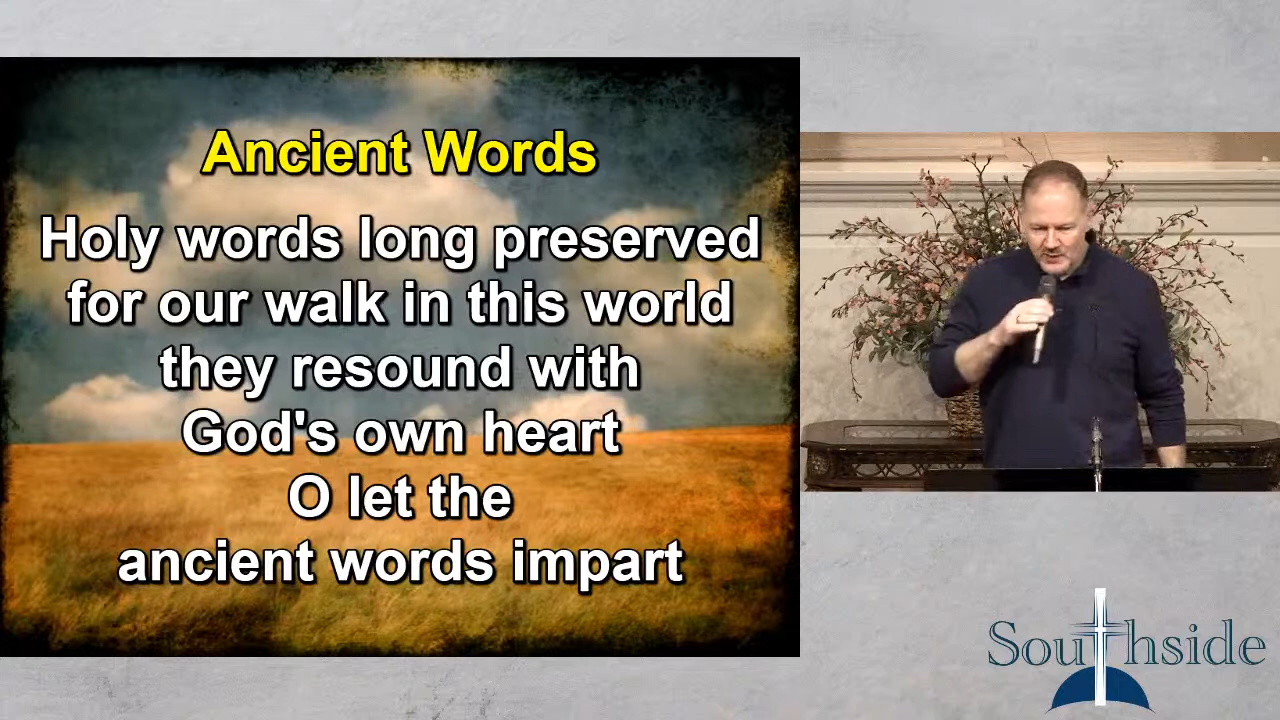 Ancient Words
Holy words long preserved
for our walk in this world
they resound with
God's own heart
O let the
ancient words impart
Southside